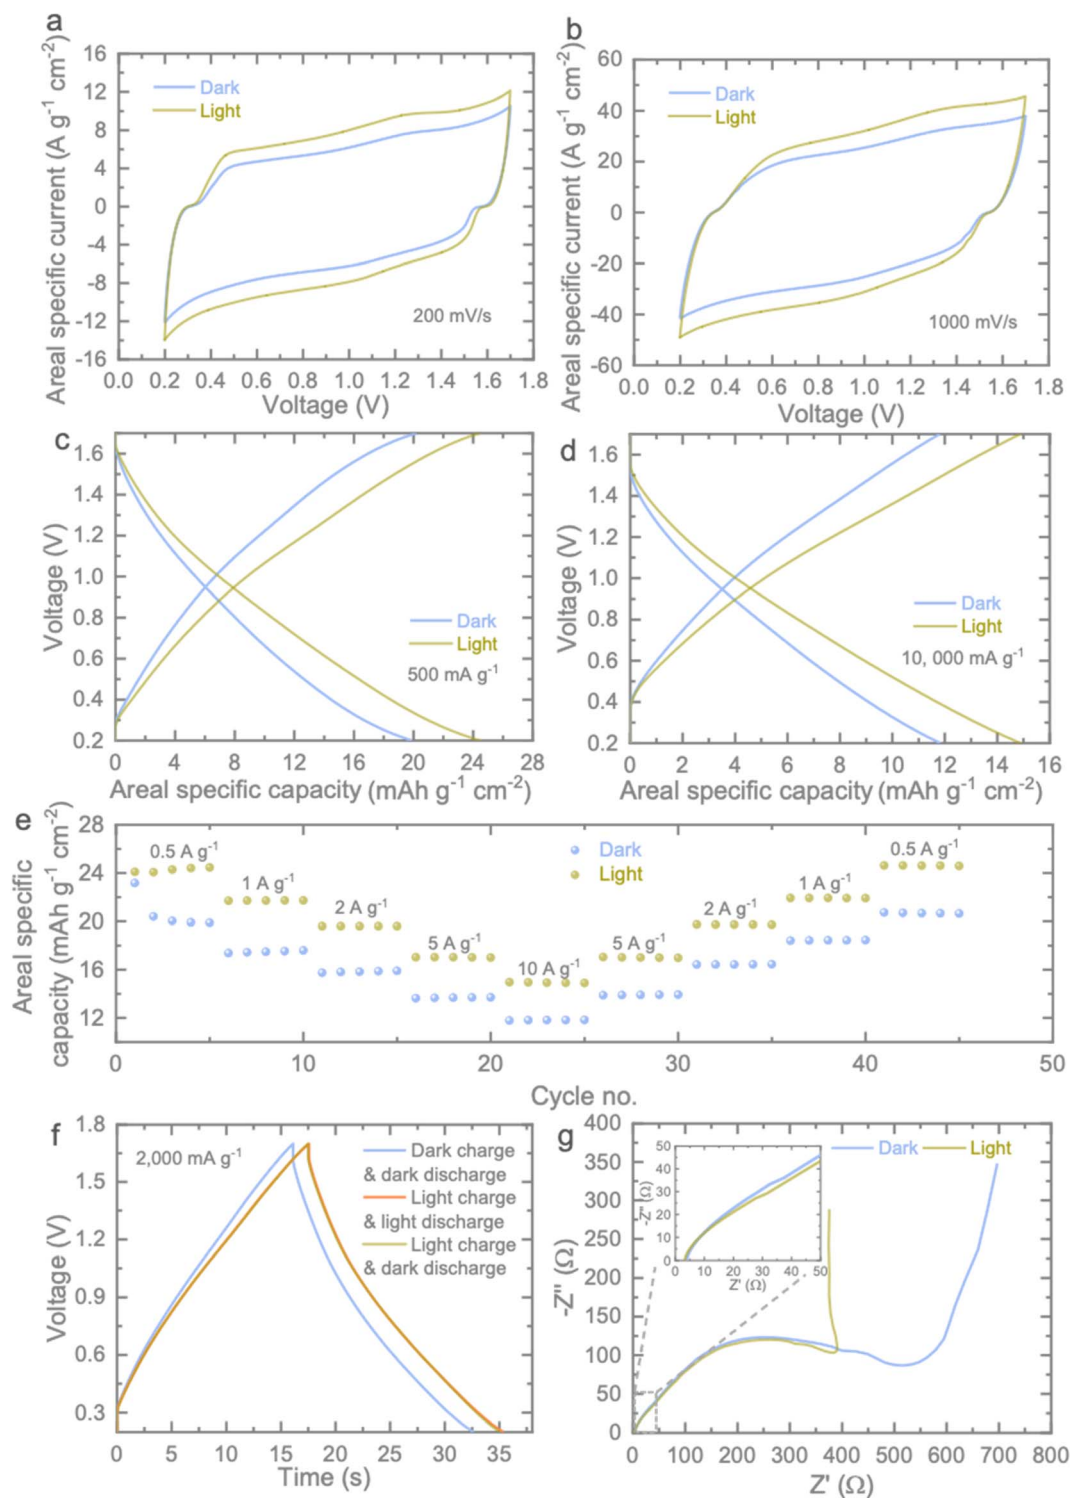 a
16
12
8
4
0
-4
-8
-12
-16
Areal specific current (A g⁻¹ cm⁻²)
Dark
Light
200 mV/s
0.0 0.2 0.4 0.6 0.8 1.0 1.2 1.4 1.6 1.8
Voltage (V)
b
60
40
20
0
-20
-40
-60
Areal specific current (A g⁻¹ cm⁻²)
Dark
Light
1000 mV/s
0.0 0.2 0.4 0.6 0.8 1.0 1.2 1.4 1.6 1.8
Voltage (V)
c
1.6
1.4
1.2
1.0
0.8
0.6
0.4
0.2
Voltage (V)
Dark
Light
500 mA g⁻¹
0 4 8 12 16 20 24 28
Areal specific capacity (mAh g⁻¹ cm⁻²)
d
1.6
1.4
1.2
1.0
0.8
0.6
0.4
0.2
Voltage (V)
Dark
Light
10, 000 mA g⁻¹
0 2 4 6 8 10 12 14 16
Areal specific capacity (mAh g⁻¹ cm⁻²)
e
28
24
20
16
12
Areal specific
capacity (mAh g⁻¹ cm⁻²)
0.5 A g⁻¹
1 A g⁻¹
2 A g⁻¹
5 A g⁻¹
10 A g⁻¹
5 A g⁻¹
2 A g⁻¹
1 A g⁻¹
0.5 A g⁻¹
Dark
Light
0 10 20 30 40 50
Cycle no.
f
1.8
1.5
1.2
0.9
0.6
0.3
Voltage (V)
2,000 mA g⁻¹
Dark charge
& dark discharge
Light charge
& light discharge
Light charge
& dark discharge
0 5 10 15 20 25 30 35
Time (s)
g
400
350
300
250
200
150
100
50
0
-Z" (Ω)
Dark Light
50
40
30
20
10
0
-Z" (Ω)
0 10 20 30 40 50
Z' (Ω)
0 100 200 300 400 500 600 700 800
Z' (Ω)